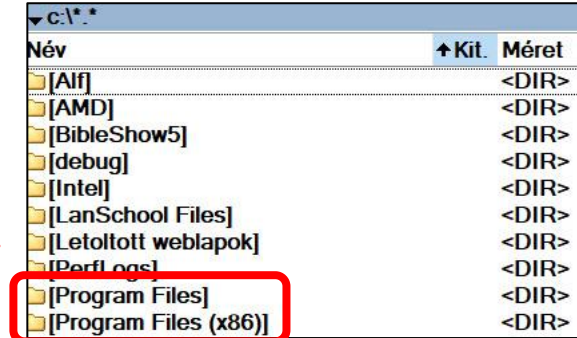 c:\*.*
Név Kit. Méret
[Alf] <DIR>
[AMD] <DIR>
[BibleShow5] <DIR>
[debug] <DIR>
[Intel] <DIR>
[LanSchool Files] <DIR>
[Letoltott weblapok] <DIR>
[PerfLogs] <DIR>
[Program Files] <DIR>
[Program Files (x86)] <DIR>